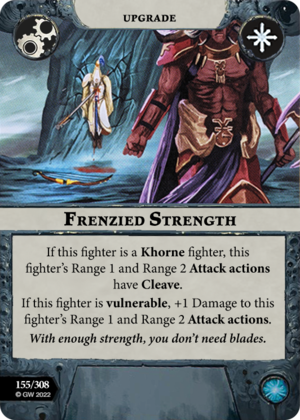 UPGRADE
FRENZIED STRENGTH
If this fighter is a Khorne fighter, this
fighter's Range 1 and Range 2 Attack actions
have Cleave.
If this fighter is vulnerable, +1 Damage to this
fighter's Range 1 and Range 2 Attack actions.
With enough strength, you don't need blades.
155/308
© GW 2022